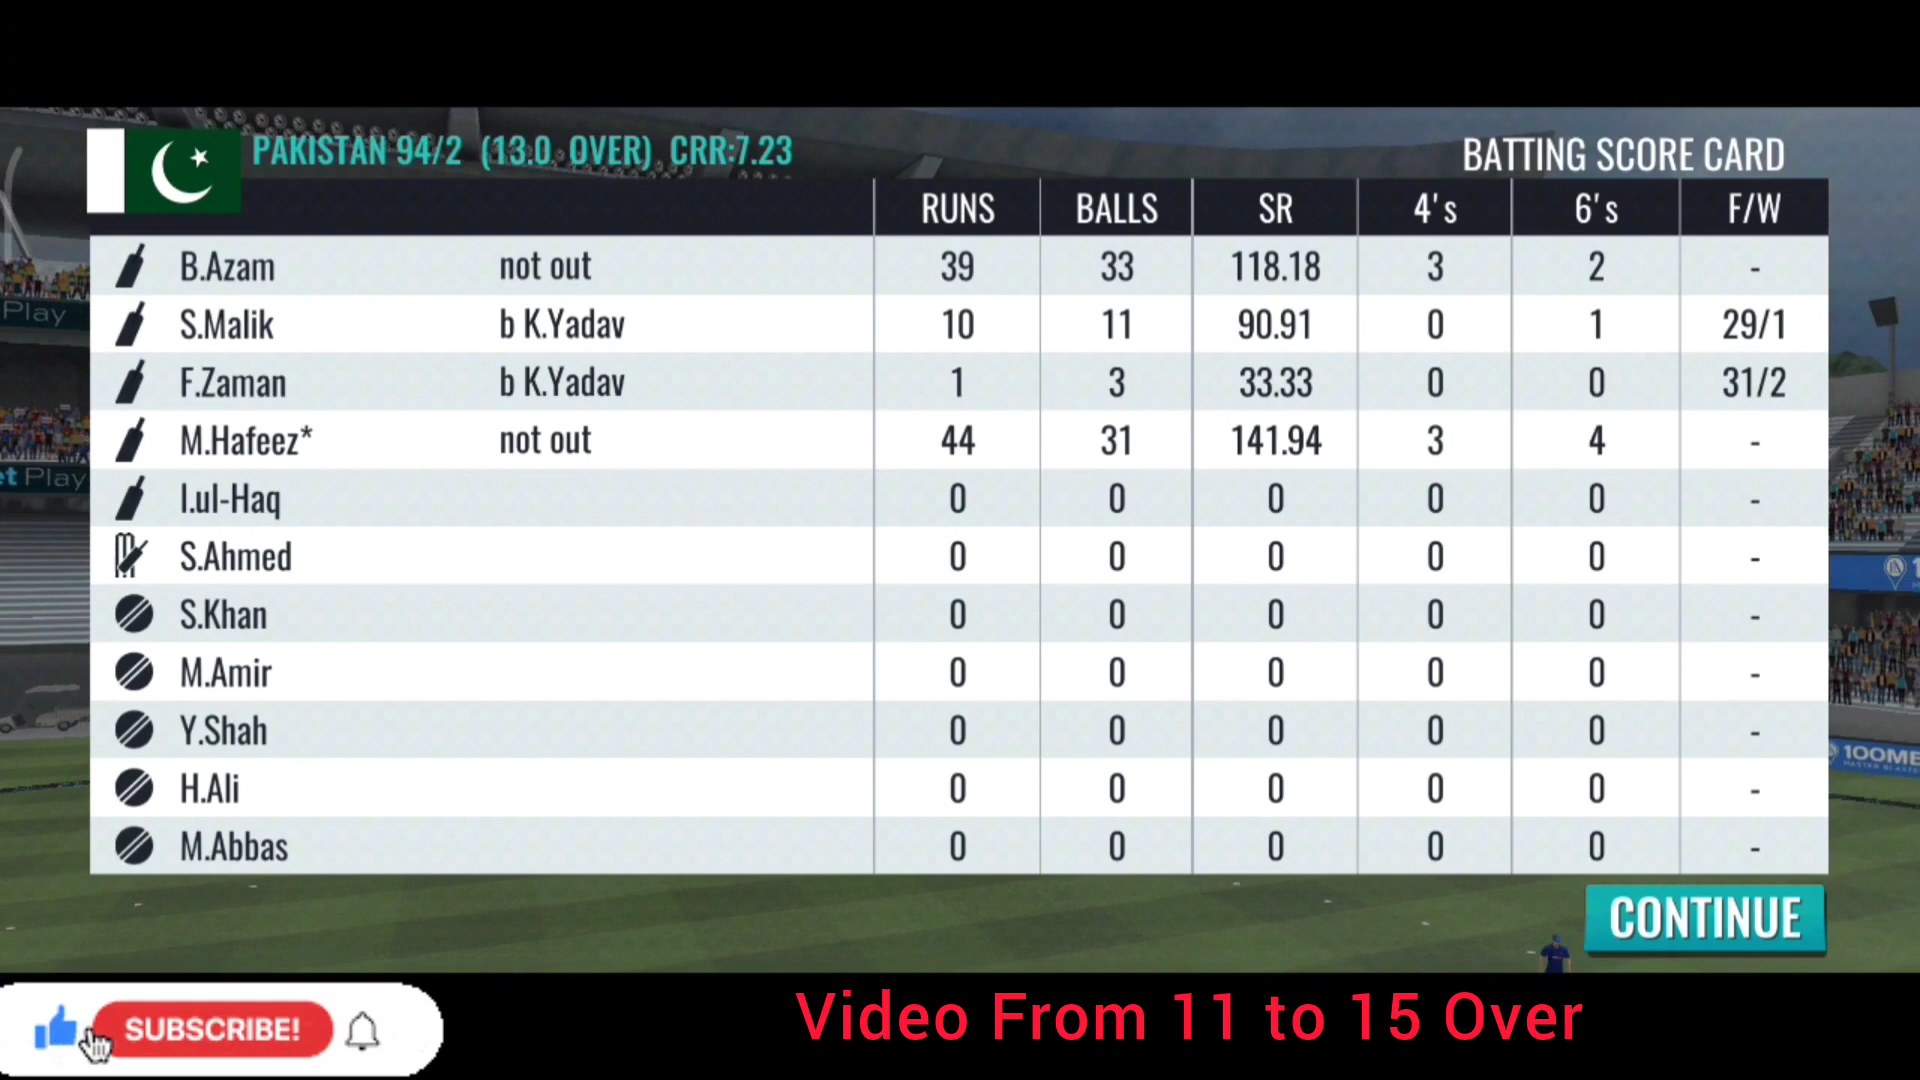 PAKISTAN 94/2 (13.0 OVER) CRR:7.23
BATTING SCORE CARD
RUNS BALLS SR 4's 6's F/W
B.Azam not out 39 33 118.18 3 2 -
S.Malik b K.Yadav 10 11 90.91 0 1 29/1
F.Zaman b K.Yadav 1 3 33.33 0 0 31/2
M.Hafeez* not out 44 31 141.94 3 4 -
I.ul-Haq 0 0 0 0 0 -
S.Ahmed 0 0 0 0 0 -
S.Khan 0 0 0 0 0 -
M.Amir 0 0 0 0 0 -
Y.Shah 0 0 0 0 0 -
H.Ali 0 0 0 0 0 -
M.Abbas 0 0 0 0 0 -
Play
et Play
CONTINUE
SUBSCRIBE!
Video From 11 to 15 Over